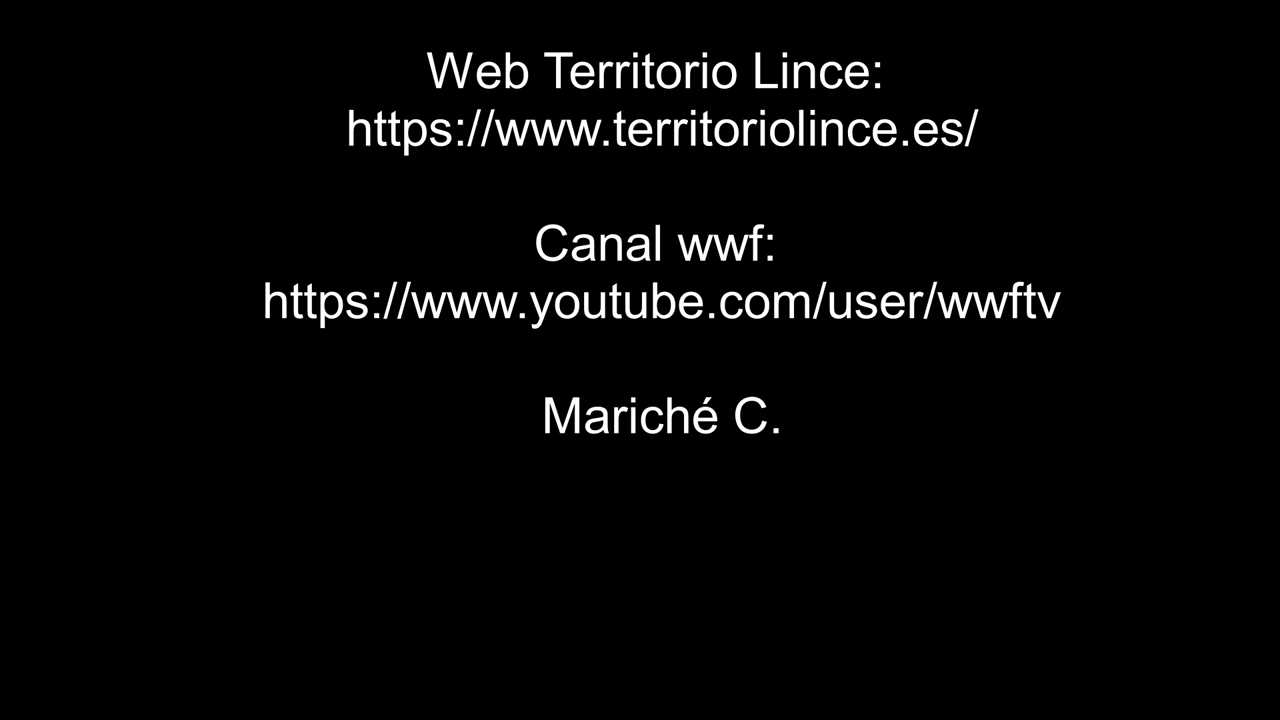 Web Territorio Lince:
https://www.territoriolince.es/
Canal wwf:
https://www.youtube.com/user/wwftv
Mariché C.